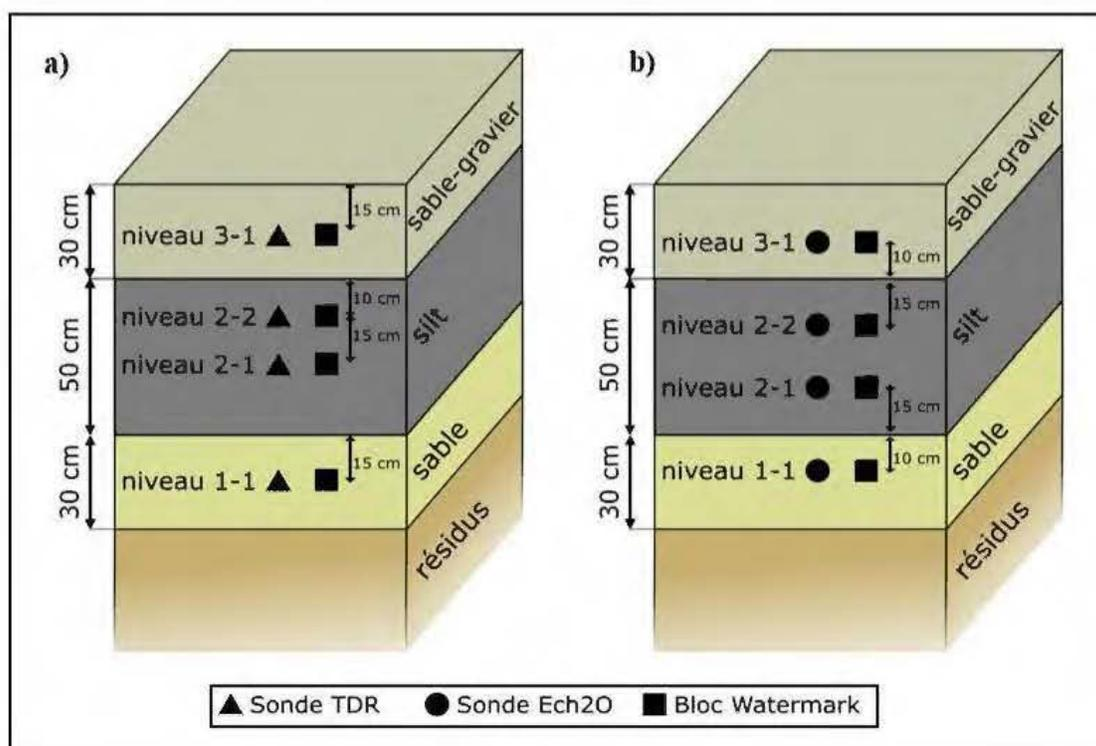 a)
30 cm
50 cm
30 cm
niveau 3-1
15 cm
niveau 2-2
10 cm
15 cm
niveau 2-1
niveau 1-1
15 cm
sable-gravier
silt
sable
résidus
b)
30 cm
50 cm
30 cm
niveau 3-1
10 cm
niveau 2-2
15 cm
niveau 2-1
15 cm
niveau 1-1
10 cm
sable-gravier
silt
sable
résidus
Sonde TDR Sonde Ech2O Bloc Watermark